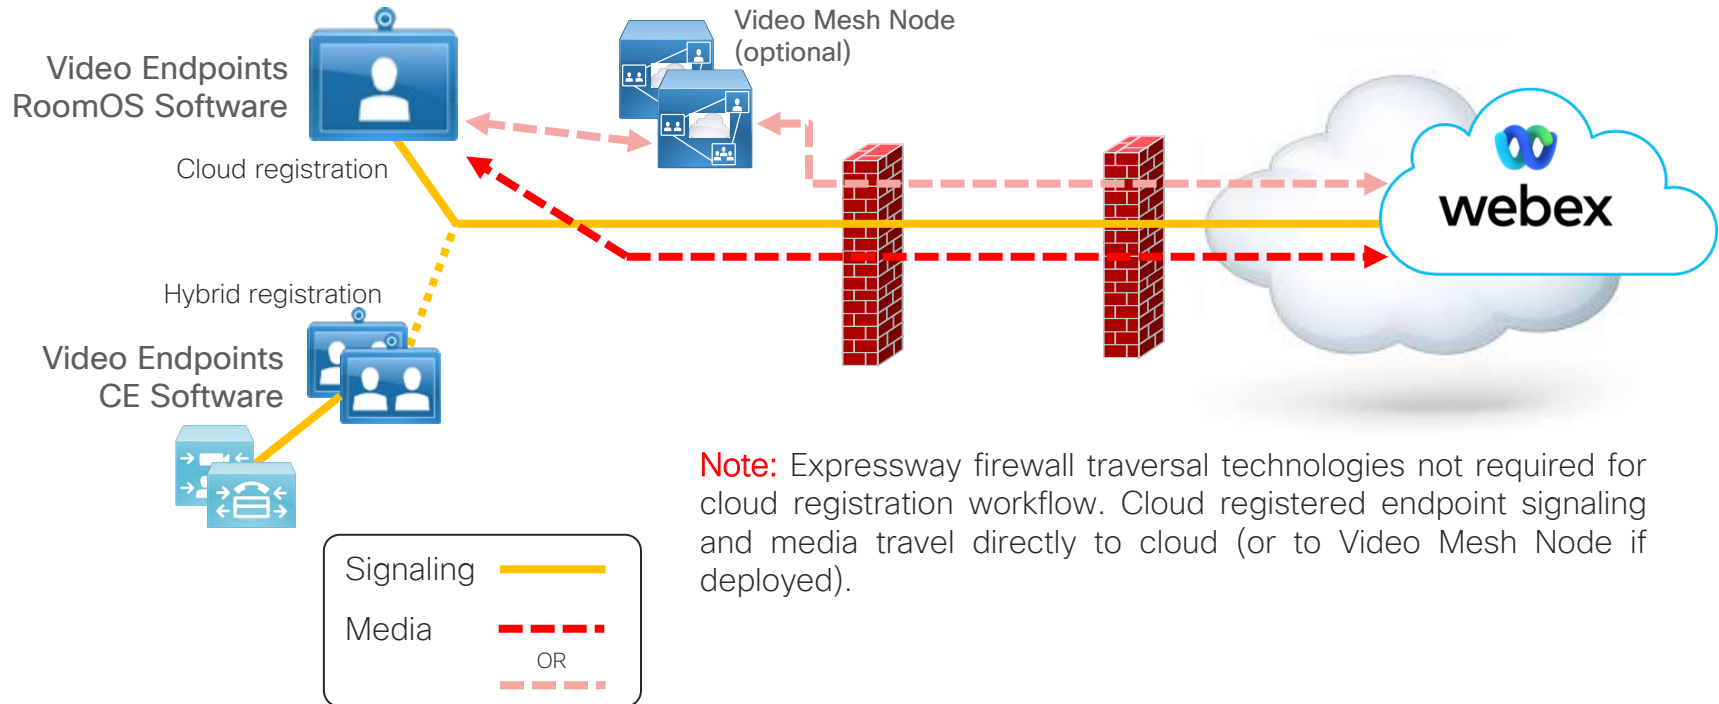 Video Mesh Node
(optional)
Video Endpoints
RoomOS Software
Cloud registration
webex
Hybrid registration
Video Endpoints
CE Software
Note: Expressway firewall traversal technologies not required for
cloud registration workflow. Cloud registered endpoint signaling
and media travel directly to cloud (or to Video Mesh Node if
deployed).
Signaling
Media
OR